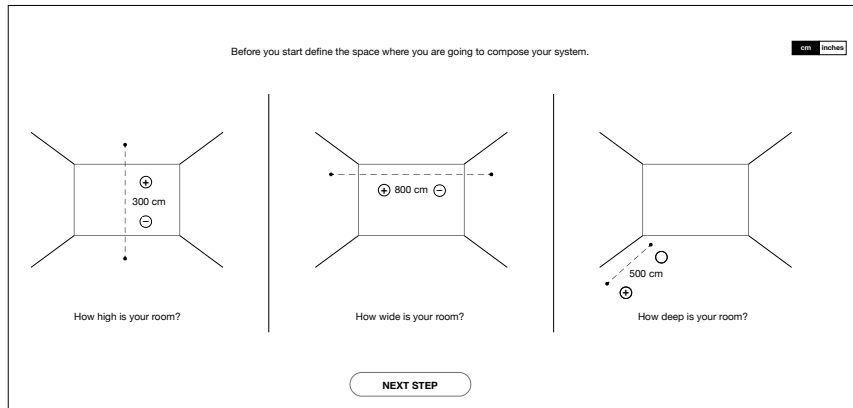 Before you start define the space where you are going to compose your system.
cm inches
300 cm
How high is your room?
800 cm
How wide is your room?
500 cm
How deep is your room?
NEXT STEP